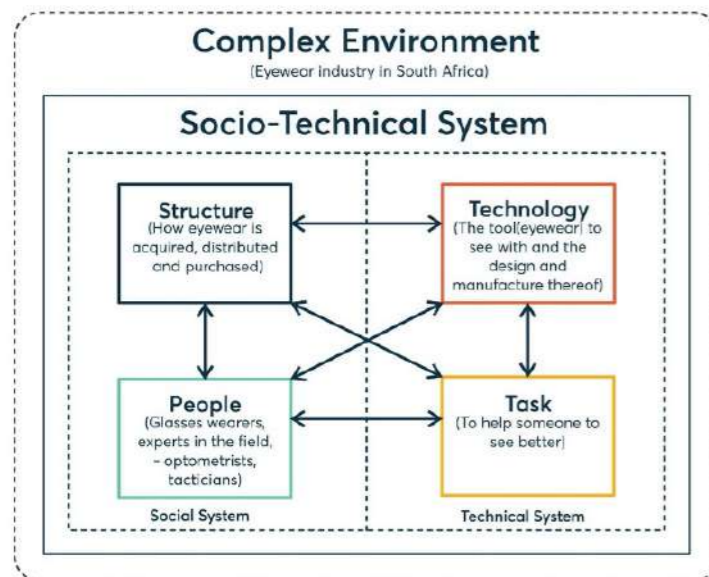 Complex Environment
(Eyewear industry in South Africa)
Socio-Technical System
Structure
(How eyewear is
acquired, distributed
and purchased)
Technology
(The tool(eyewear) to
see with and the
design and
manufacture thereof)
People
(Glasses wearers,
experts in the field,
– optometrists,
tacticians)
Task
(To help someone to
see better)
Social System
Technical System